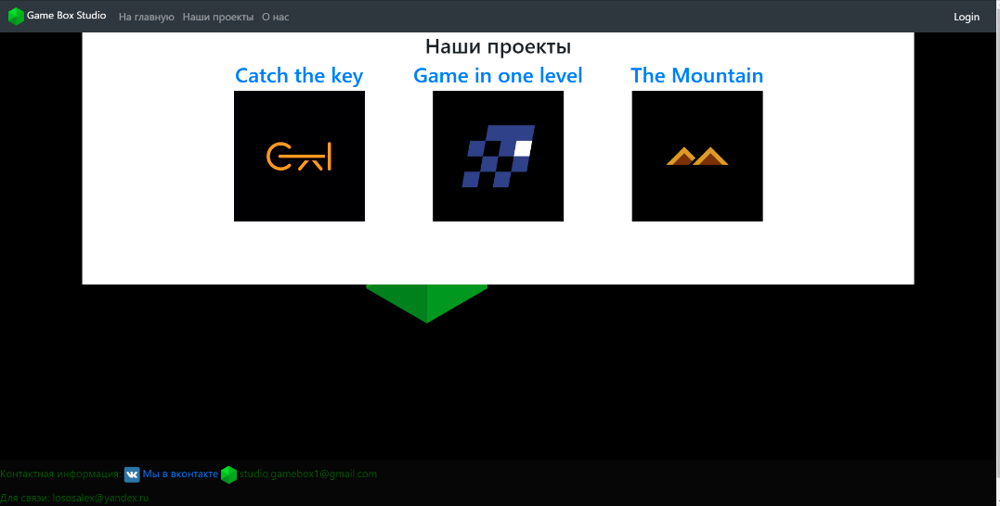 Game Box Studio На главную Наши проекты О нас Login
Наши проекты
Catch the key Game in one level The Mountain
Контактная информация: Мы в вконтакте studio.gamebox1@gmail.com
Для связи: lososalex@yandex.ru